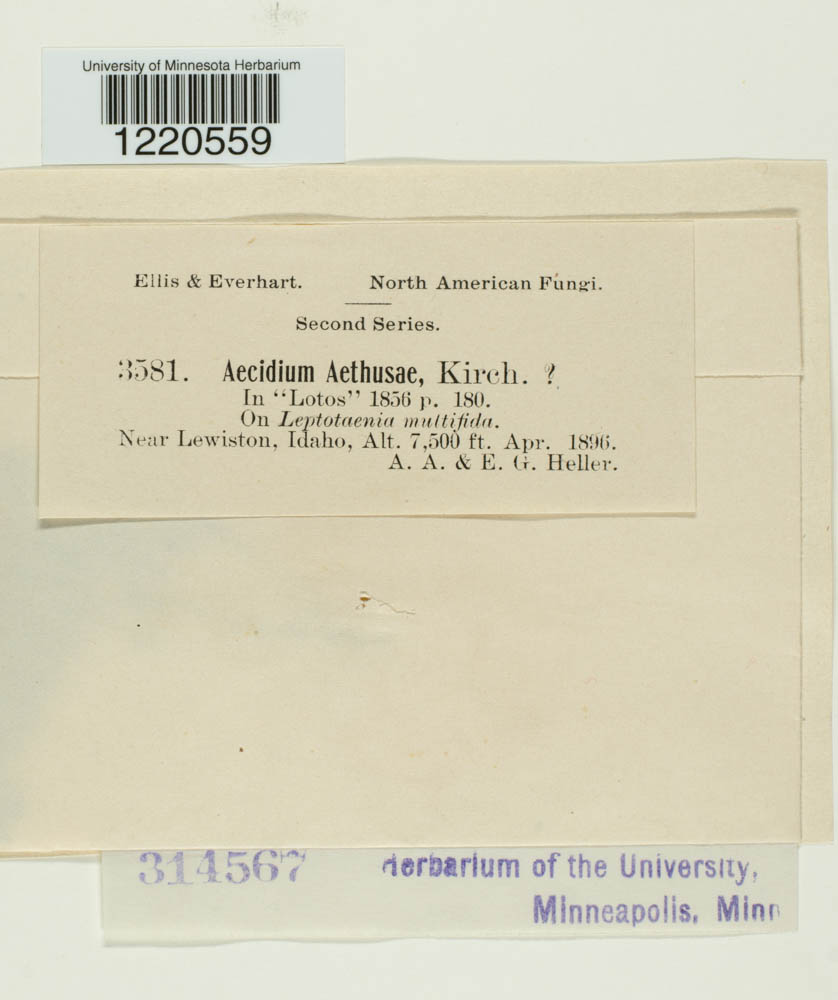 University of Minnesota Herbarium
1220559
Ellis & Everhart. North American Fungi.
Second Series.
3581. Aecidium Aethusae, Kirch. ?
In "Lotos" 1856 p. 180.
On Leptotaenia multifida.
Near Lewiston, Idaho, Alt. 7,500 ft. Apr. 1896.
A. A. & E. G. Heller.
314567 Herbarium of the University,
Minneapolis, Minn